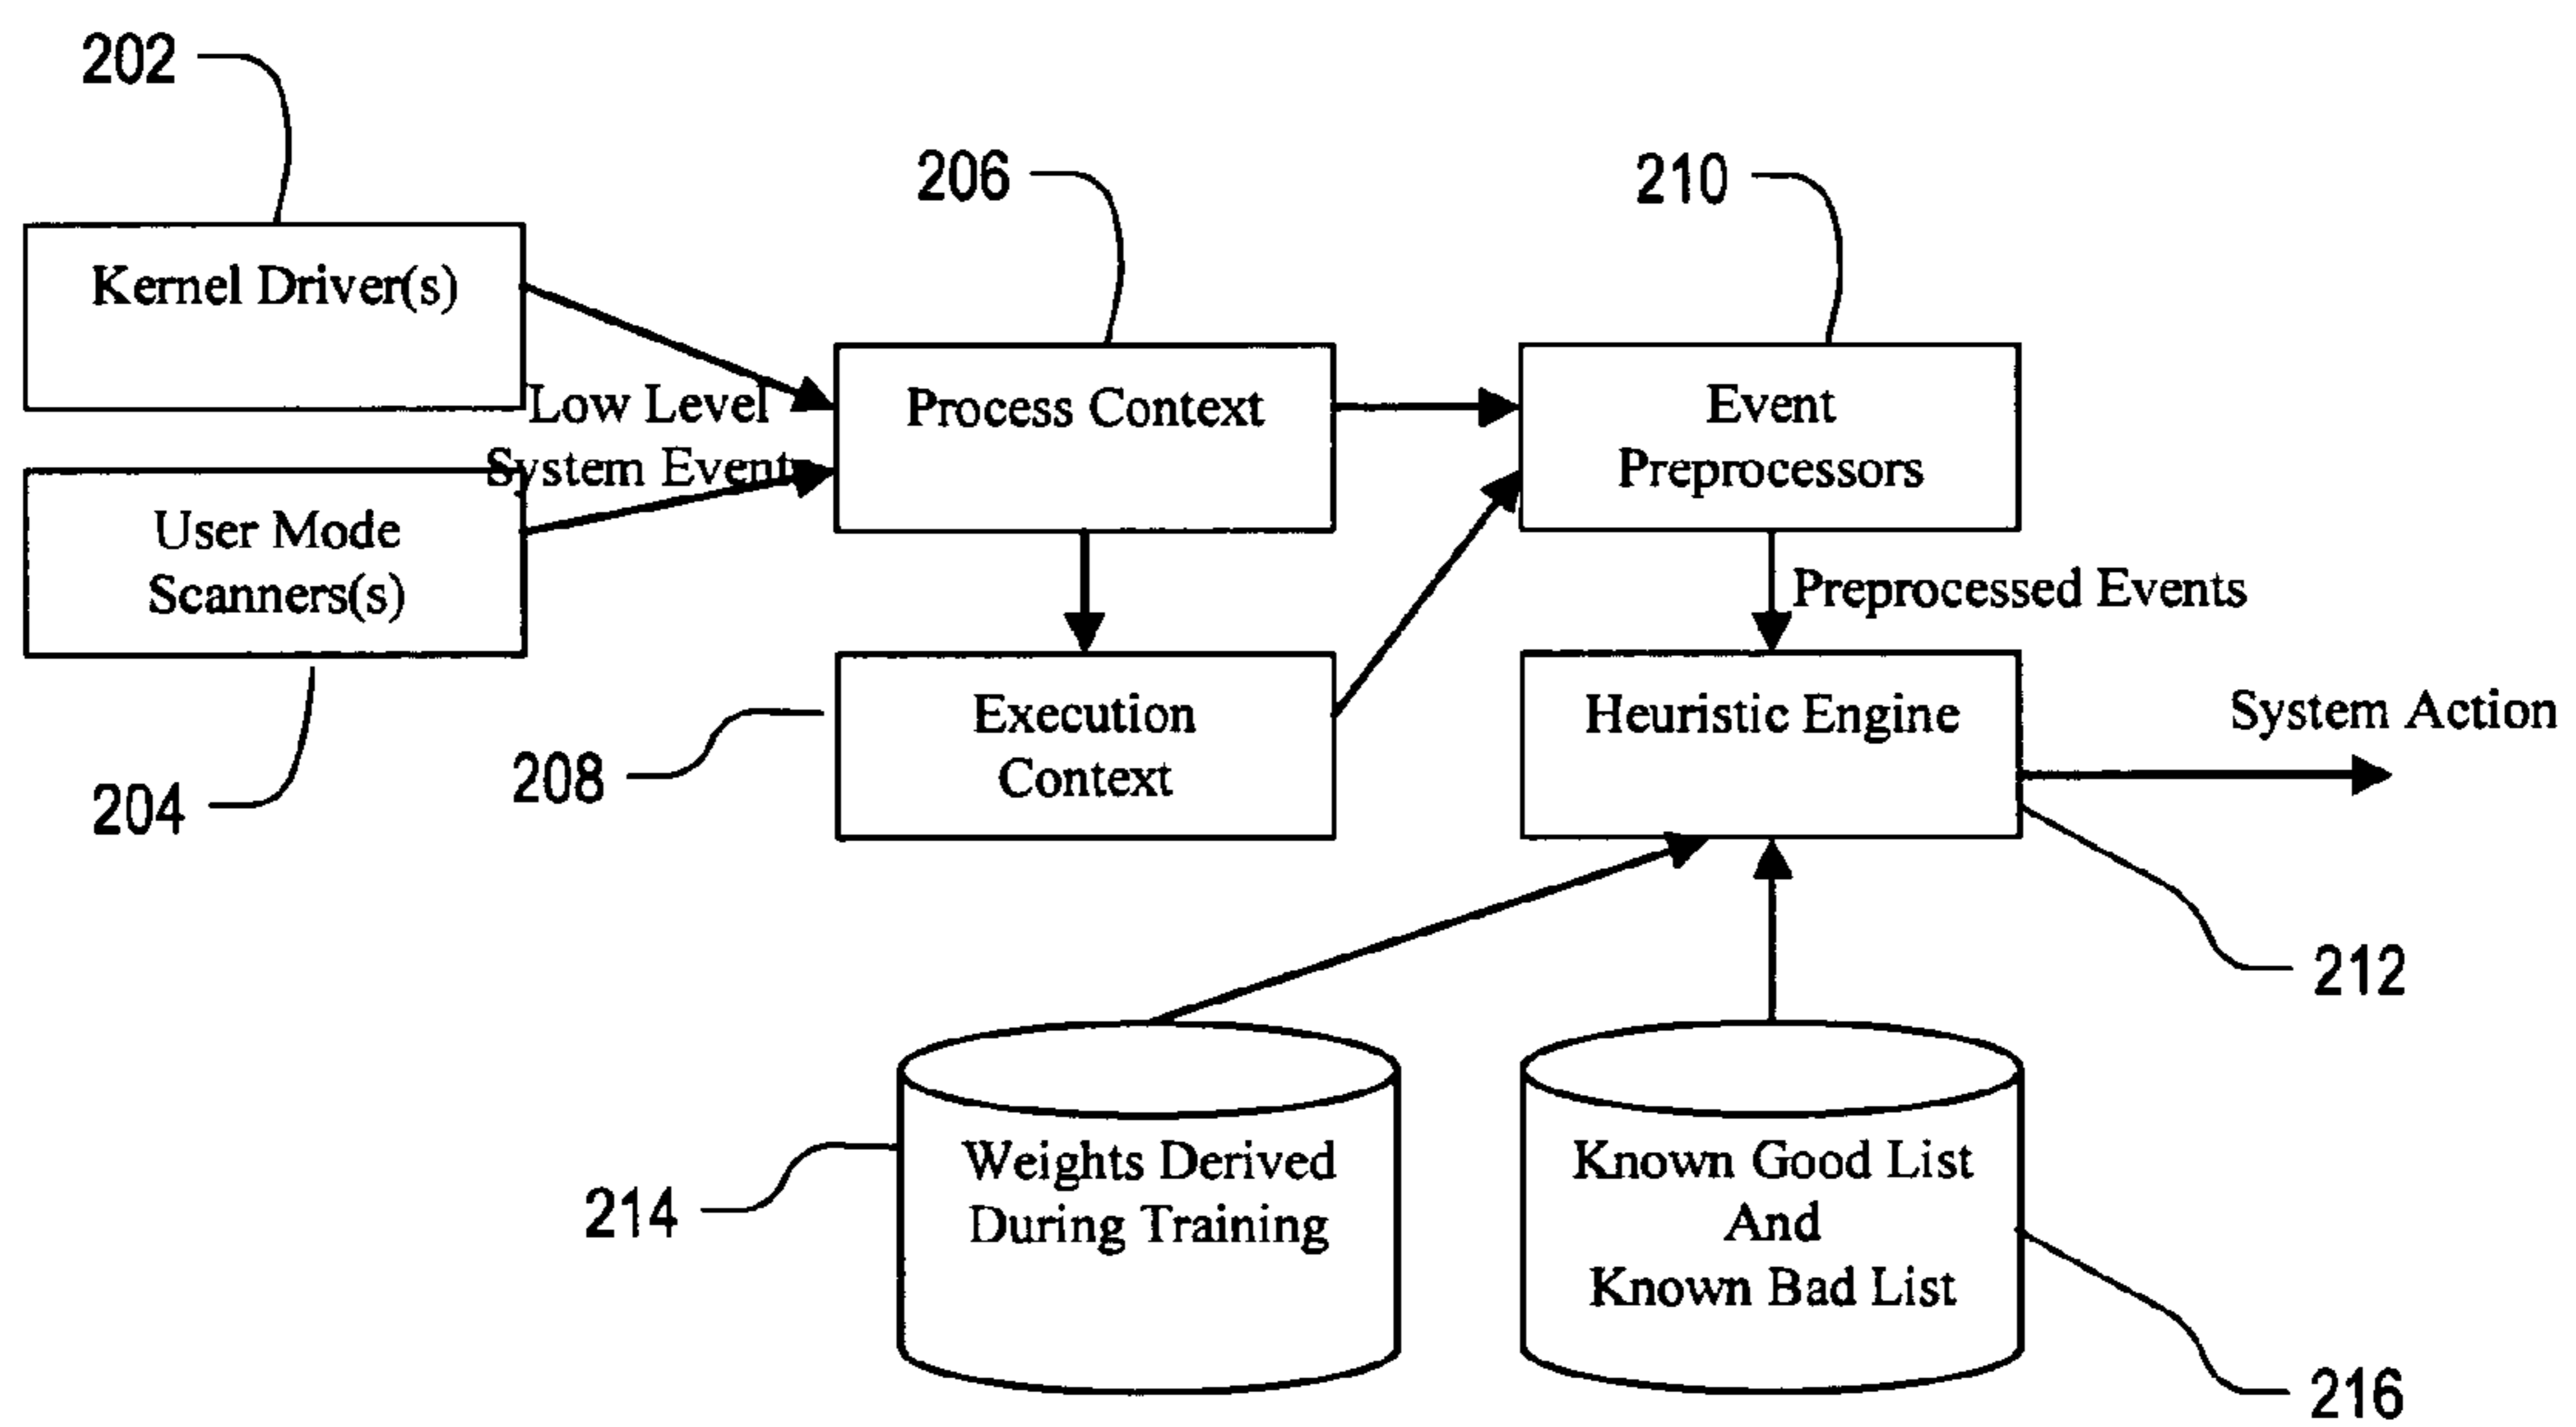 202
206
210
Kernel Driver(s)
Low Level
System Events
Process Context
Event
Preprocessors
User Mode
Scanners(s)
Preprocessed Events
204
208
Execution
Context
Heuristic Engine
System Action
212
214
Weights Derived
During Training
Known Good List
And
Known Bad List
216